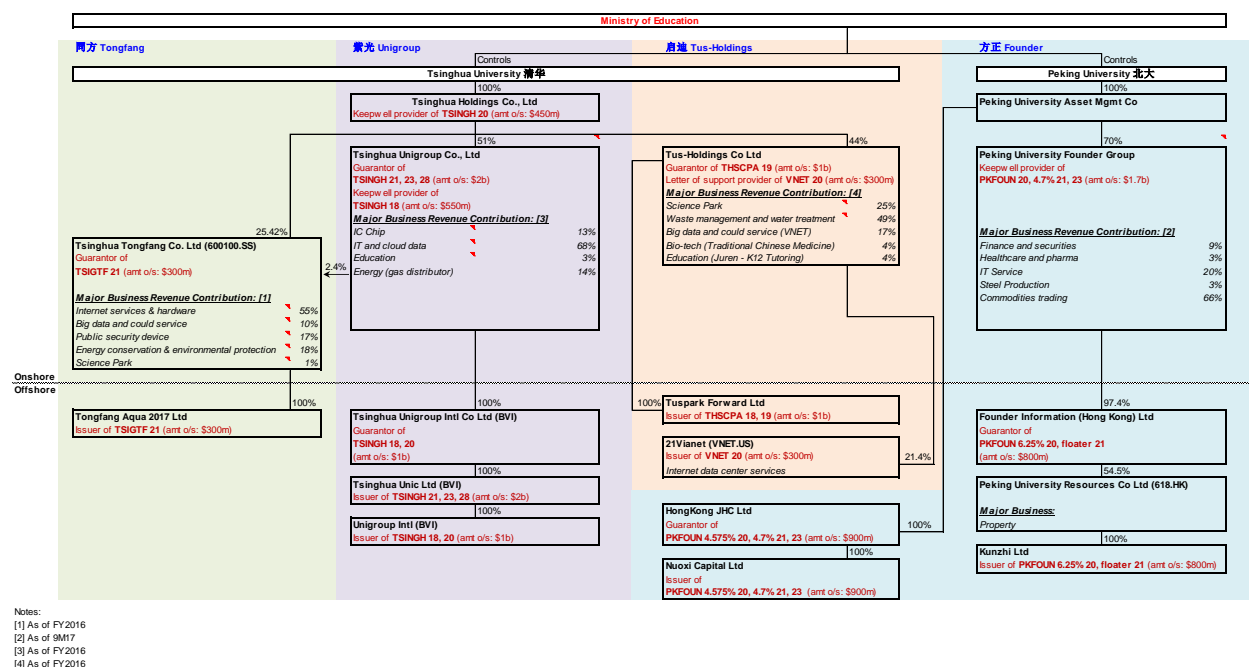 Ministry of Education
同方 Tongfang
紫光 Unigroup
启迪 Tus-Holdings
方正 Founder
Controls
Controls
Tsinghua University 清华
Peking University 北大
100%
100%
Tsinghua Holdings Co., Ltd
Keepwell provider of TSINGH 20 (amt o/s: $450m)
Peking University Asset Mgmt Co
51%
44%
70%
Tsinghua Unigroup Co., Ltd
Guarantor of
TSINGH 21, 23, 28 (amt o/s: $2b)
Keepwell provider of
TSINGH 18 (amt o/s: $550m)
Major Business Revenue Contribution: [3]
IC Chip 13%
IT and cloud data 68%
Education 3%
Energy (gas distributor) 14%
Tus-Holdings Co Ltd
Guarantor of THSCPA 19 (amt o/s: $1b)
Letter of support provider of VNET 20 (amt o/s: $300m)
Major Business Revenue Contribution: [4]
Science Park 25%
Waste management and water treatment 49%
Big data and could service (VNET) 17%
Bio-tech (Traditional Chinese Medicine) 4%
Education (Juren - K12 Tutoring) 4%
Peking University Founder Group
Keepwell provider of
PKFOUN 20, 4.7% 21, 23 (amt o/s: $1.7b)
Major Business Revenue Contribution: [2]
Finance and securities 9%
Healthcare and pharma 3%
IT Service 20%
Steel Production 3%
Commodities trading 66%
25.42%
2.4%
Tsinghua Tongfang Co. Ltd (600100.SS)
Guarantor of
TSIGTF 21 (amt o/s: $300m)
Major Business Revenue Contribution: [1]
Internet services & hardware 55%
Big data and could service 10%
Public security device 17%
Energy conservation & environmental protection 18%
Science Park 1%
Onshore
Offshore
100%
100%
100%
97.4%
Tongfang Aqua 2017 Ltd
Issuer of TSIGTF 21 (amt o/s: $300m)
Tsinghua Unigroup Intl Co Ltd (BVI)
Guarantor of
TSINGH 18, 20
(amt o/s: $1b)
100%
Tsinghua Unic Ltd (BVI)
Issuer of TSINGH 21, 23, 28 (amt o/s: $2b)
100%
Unigroup Intl (BVI)
Issuer of TSINGH 18, 20 (amt o/s: $1b)
Tuspark Forward Ltd
Issuer of THSCPA 18, 19 (amt o/s: $1b)
21Vianet (VNET.US)
Issuer of VNET 20 (amt o/s: $300m)
Internet data center services
21.4%
HongKong JHC Ltd
Guarantor of
PKFOUN 4.575% 20, 4.7% 21, 23 (amt o/s: $900m)
100%
100%
Nuoxi Capital Ltd
Issuer of
PKFOUN 4.575% 20, 4.7% 21, 23 (amt o/s: $900m)
Founder Information (Hong Kong) Ltd
Guarantor of
PKFOUN 6.25% 20, floater 21
(amt o/s: $800m)
54.5%
Peking University Resources Co Ltd (618.HK)
Major Business:
Property
100%
Kunzhi Ltd
Issuer of PKFOUN 6.25% 20, floater 21 (amt o/s: $800m)
Notes:
[1] As of FY2016
[2] As of 9M17
[3] As of FY2016
[4] As of FY2016